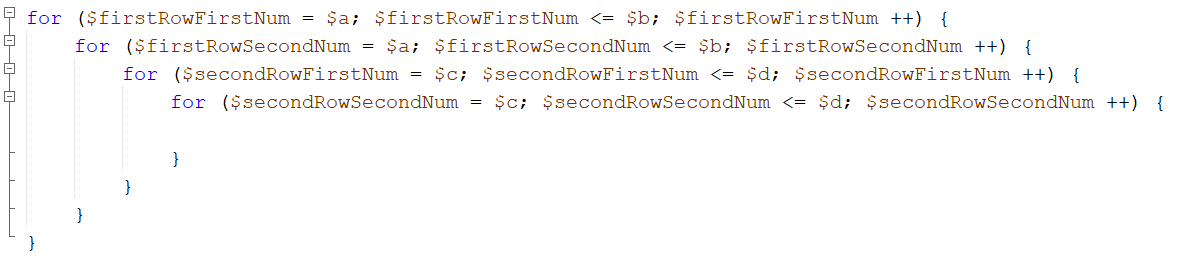 for ($firstRowFirstNum = $a; $firstRowFirstNum <= $b; $firstRowFirstNum ++) {
    for ($firstRowSecondNum = $a; $firstRowSecondNum <= $b; $firstRowSecondNum ++) {
        for ($secondRowFirstNum = $c; $secondRowFirstNum <= $d; $secondRowFirstNum ++) {
            for ($secondRowSecondNum = $c; $secondRowSecondNum <= $d; $secondRowSecondNum ++) {

            }
        }
    }
}